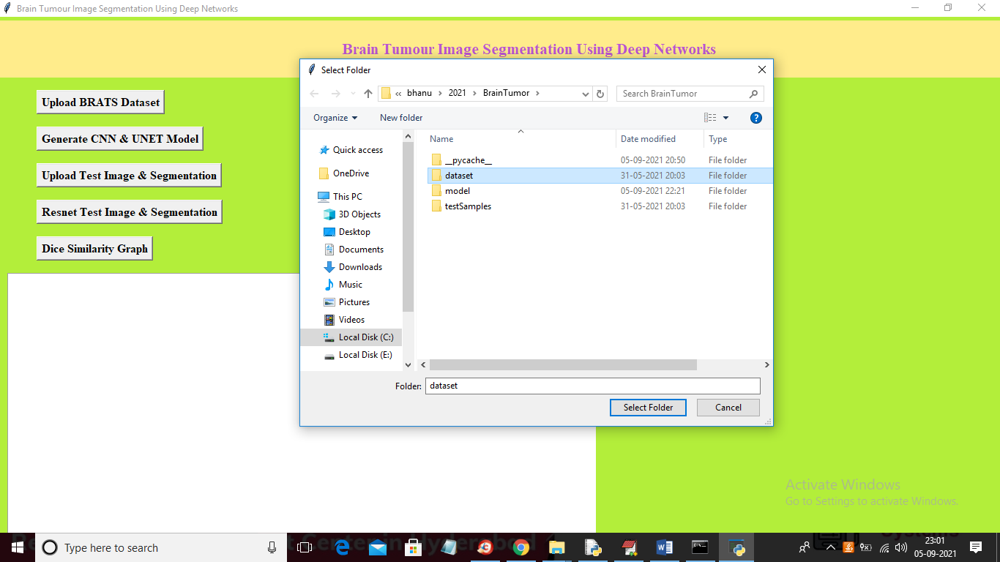 Brain Tumour Image Segmentation Using Deep Networks
Brain Tumour Image Segmentation Using Deep Networks
Upload BRATS Dataset
Generate CNN & UNET Model
Upload Test Image & Segmentation
Resnet Test Image & Segmentation
Dice Similarity Graph
Select Folder
« bhanu › 2021 › BrainTumor ›
Search BrainTumor
Organize
New folder
Quick access
OneDrive
This PC
3D Objects
Desktop
Documents
Downloads
Music
Pictures
Videos
Local Disk (C:)
Local Disk (E:)
Name Date modified Type
__pycache__ 05-09-2021 20:50 File folder
dataset 31-05-2021 20:03 File folder
model 05-09-2021 22:21 File folder
testSamples 31-05-2021 20:03 File folder
Folder: dataset
Select Folder Cancel
Activate Windows
Go to Settings to activate Windows.
Type here to search
23:01
05-09-2021